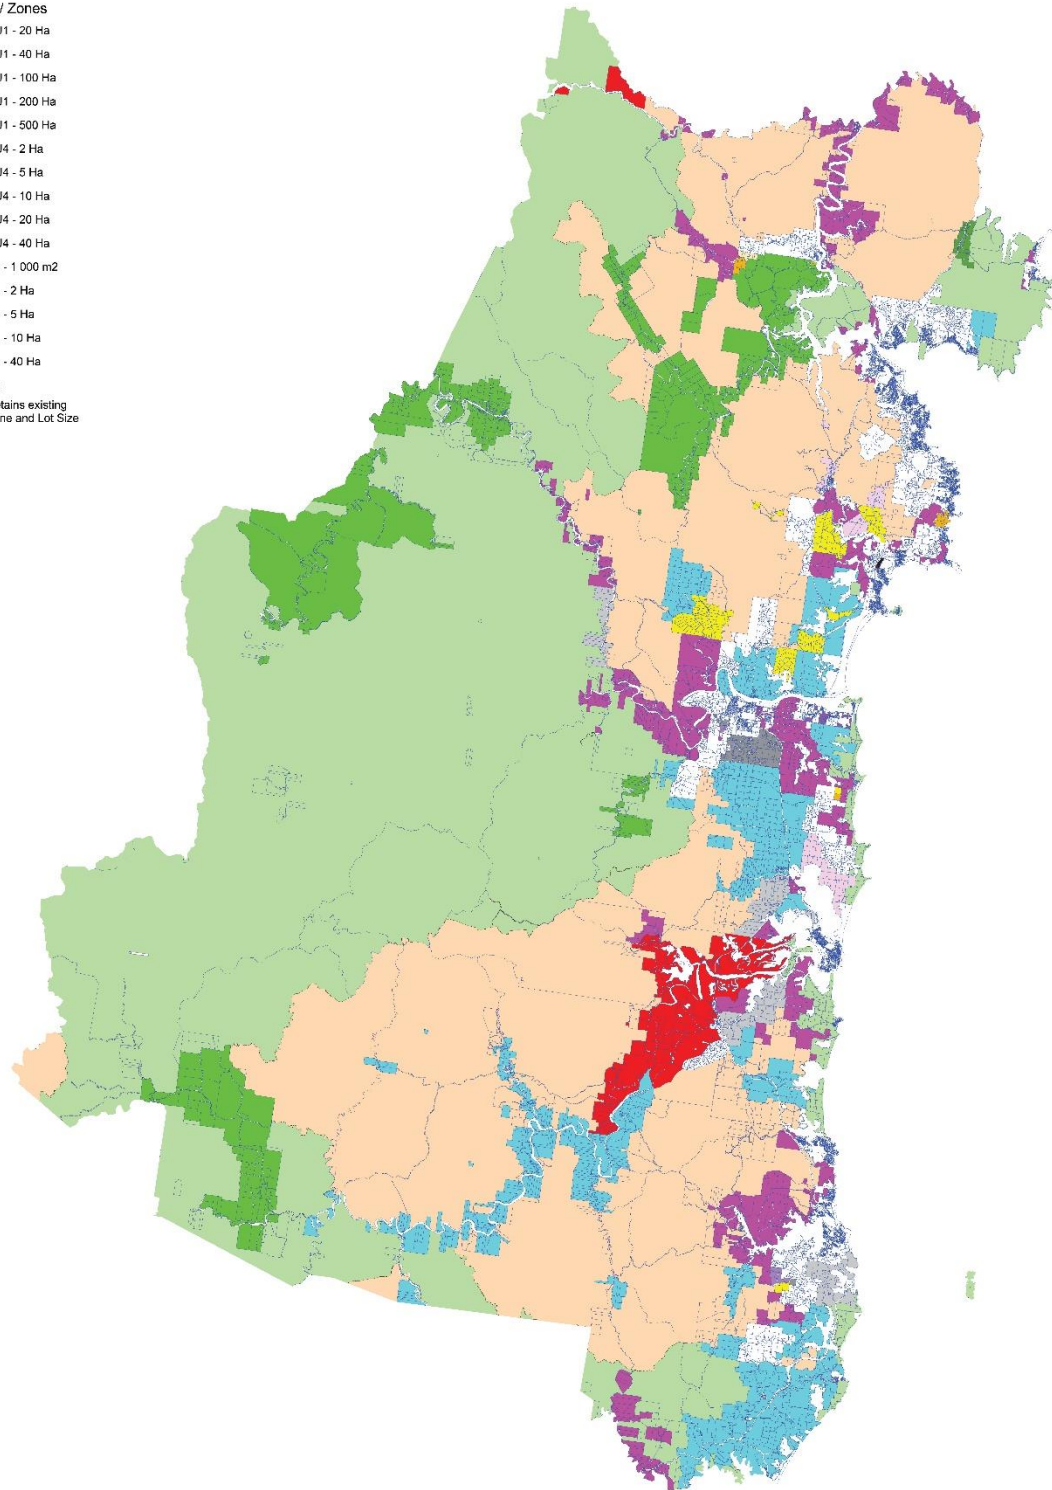 / Zones
J1 - 20 Ha
J1 - 40 Ha
J1 - 100 Ha
J1 - 200 Ha
J1 - 500 Ha
J4 - 2 Ha
J4 - 5 Ha
J4 - 10 Ha
J4 - 20 Ha
J4 - 40 Ha
- 1 000 m2
- 2 Ha
- 5 Ha
- 10 Ha
- 40 Ha
tains existing
ne and Lot Size